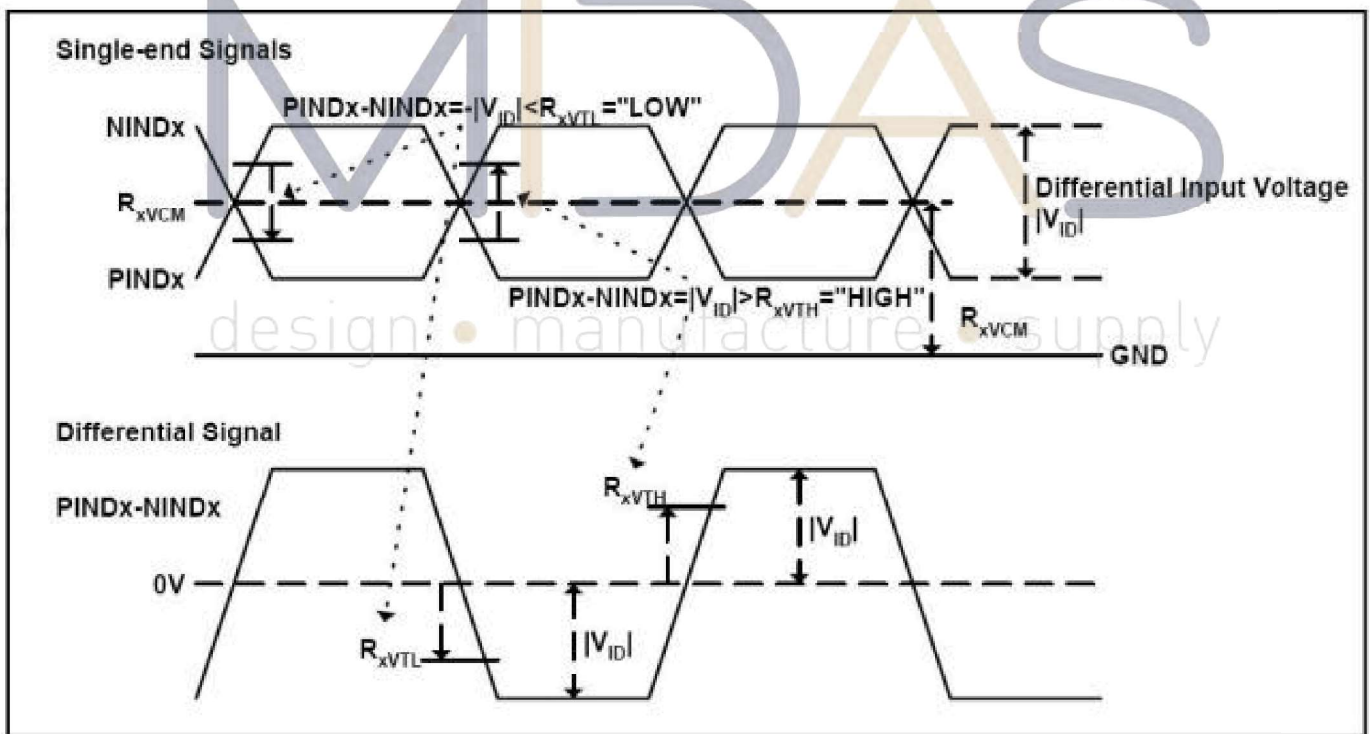 MIDAS
design • manufacture • supply
Single-end Signals
PINDx-NINDx=-|VID|<RxVTL="LOW"
NINDx
RxVCM
Differential Input Voltage
|VID|
PINDx
PINDx-NINDx=|VID|>RxVTH="HIGH"
RxVCM
GND
Differential Signal
RxVTH
PINDx-NINDx
|VID|
0V
RxVTL
|VID|